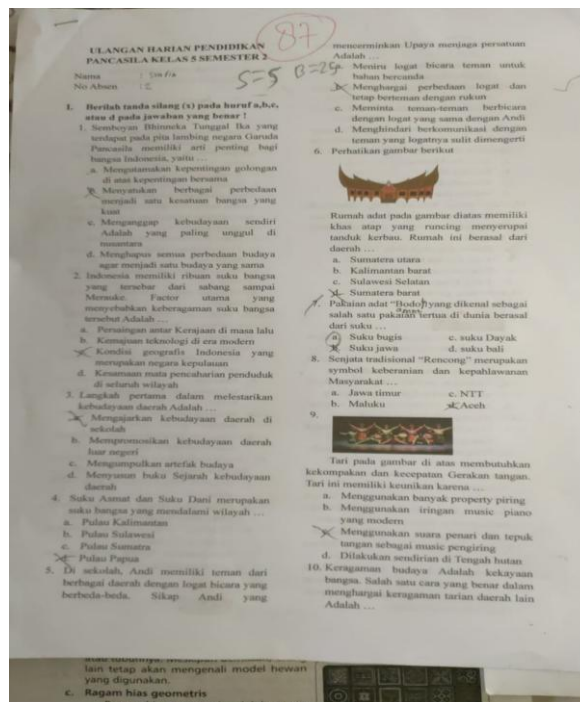 ULANGAN HARIAN PENDIDIKAN
PANCASILA KELAS 5 SEMESTER 2
87
S=5 B=25
Nama :
No Absen :
I. Berilah tanda silang (x) pada huruf a,b,c,
atau d pada jawaban yang benar !
1. Semboyan Bhinneka Tunggal Ika yang
terdapat pada pita lambing negara Garuda
Pancasila memiliki arti penting bagi
bangsa Indonesia, yaitu …
a. Mengutamakan kepentingan golongan
di atas kepentingan bersama
b. Menyatukan berbagai perbedaan
menjadi satu kesatuan bangsa yang
kuat
c. Menganggap kebudayaan sendiri
Adalah yang paling unggul di
nusantara
d. Menghapus semua perbedaan budaya
agar menjadi satu budaya yang sama
2. Indonesia memiliki ribuan suku bangsa
yang tersebar dari sabang sampai
Merauke. Factor utama yang
menyebabkan keberagaman suku bangsa
tersebut Adalah …
a. Persaingan antar Kerajaan di masa lalu
b. Kemajuan teknologi di era modern
c. Kondisi geografis Indonesia yang
merupakan negara kepulauan
d. Kesamaan mata pencaharian penduduk
di seluruh wilayah
3. Langkah pertama dalam melestarikan
kebudayaan daerah Adalah …
a. Mengajarkan kebudayaan daerah di
sekolah
b. Mempromosikan kebudayaan daerah
luar negeri
c. Mengumpulkan artefak budaya
d. Menyusun buku Sejarah kebudayaan
daerah
4. Suku Asmat dan Suku Dani merupakan
suku bangsa yang mendalami wilayah …
a. Pulau Kalimantan
b. Pulau Sulawesi
c. Pulau Sumatra
d. Pulau Papua
5. Di sekolah, Andi memiliki teman dari
berbagai daerah dengan logat bicara yang
berbeda-beda. Sikap Andi yang
mencerminkan Upaya menjaga persatuan
Adalah …
a. Meniru logat bicara teman untuk
bahan bercanda
b. Menghargai perbedaan logat dan
tetap berteman dengan rukun
c. Meminta teman-teman berbicara
dengan logat yang sama dengan Andi
d. Menghindari berkomunikasi dengan
teman yang logatnya sulit dimengerti
6. Perhatikan gambar berikut
Rumah adat pada gambar diatas memiliki
khas atap yang runcing menyerupai
tanduk kerbau. Rumah ini berasal dari
daerah …
a. Sumatera utara
b. Kalimantan barat
c. Sulawesi Selatan
d. Sumatera barat
7. Pakaian adat “Bodo” yang dikenal sebagai
salah satu pakaian tertua di dunia berasal
dari suku …
a. Suku bugis c. suku Dayak
b. Suku jawa d. suku bali
8. Senjata tradisional “Rencong” merupakan
symbol keberanian dan kepahlawanan
Masyarakat …
a. Jawa timur c. NTT
b. Maluku d. Aceh
9.
Tari pada gambar di atas membutuhkan
kekompakan dan kecepatan Gerakan tangan.
Tari ini memiliki keunikan karena …
a. Menggunakan banyak property piring
b. Menggunakan iringan music piano
yang modern
c. Menggunakan suara penari dan tepuk
tangan sebagai music pengiring
d. Dilakukan sendirian di Tengah hutan
10. Keragaman budaya Adalah kekayaan
bangsa. Salah satu cara yang benar dalam
menghargai keragaman tarian daerah lain
Adalah …
lain tetap akan mengenali model hewan
yang digunakan.
c. Ragam hias geometris